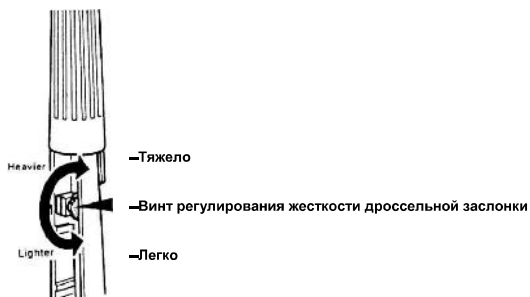 –Тяжело
Heavier
–Винт регулирования жесткости дроссельной заслонки
Lighter
–Легко